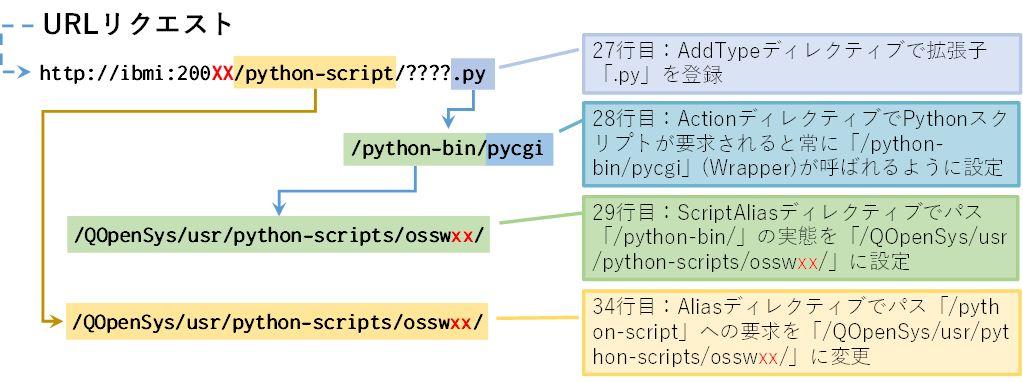 URLリクエスト
http://ibmi:200XX/python-script/????.py
/python-bin/pycgi
/QOpenSys/usr/python-scripts/osswxx/
/QOpenSys/usr/python-scripts/osswxx/
27行目：AddTypeディレクティブで拡張子
「.py」を登録
28行目：ActionディレクティブでPythonスク
リプトが要求されると常に「/python-
bin/pycgi」(Wrapper)が呼ばれるように設定
29行目：ScriptAliasディレクティブでパス
「/python-bin/」の実態を「/QOpenSys/usr
/python-scripts/osswxx/」に設定
34行目：Aliasディレクティブでパス「/pyth
on-script」への要求を「/QOpenSys/usr/pyt
hon-scripts/osswxx/」に変更